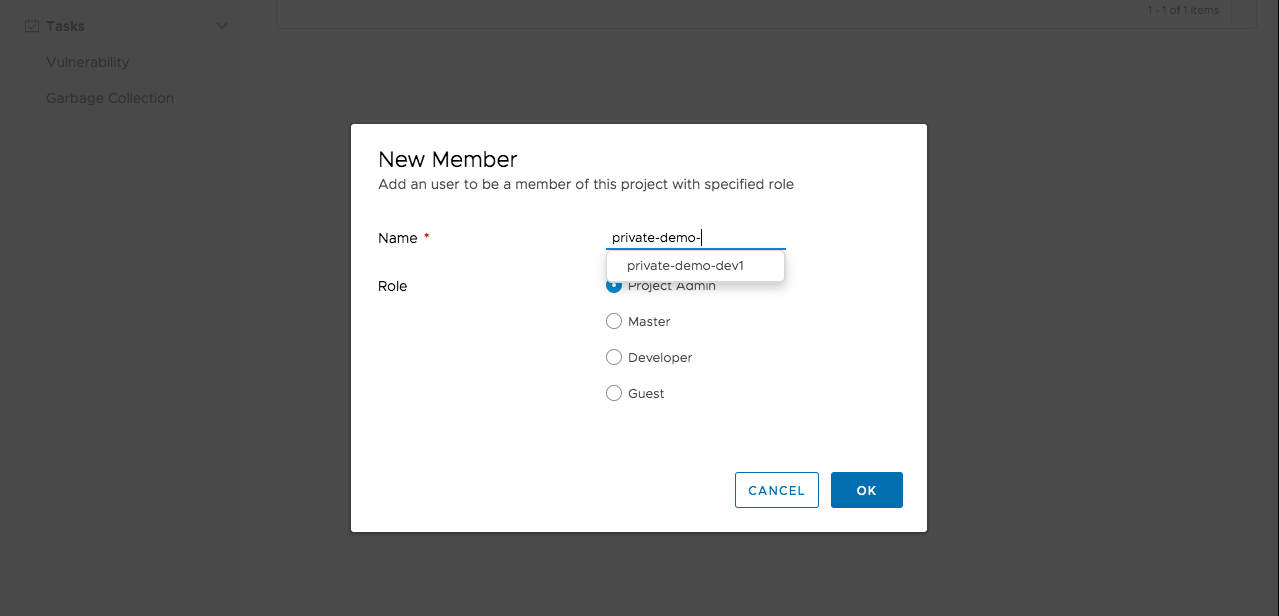 Tasks
Vulnerability
Garbage Collection
1 - 1 of 1 items
New Member
Add an user to be a member of this project with specified role
Name *
private-demo-
private-demo-dev1
Role
Project Admin
Master
Developer
Guest
CANCEL
OK